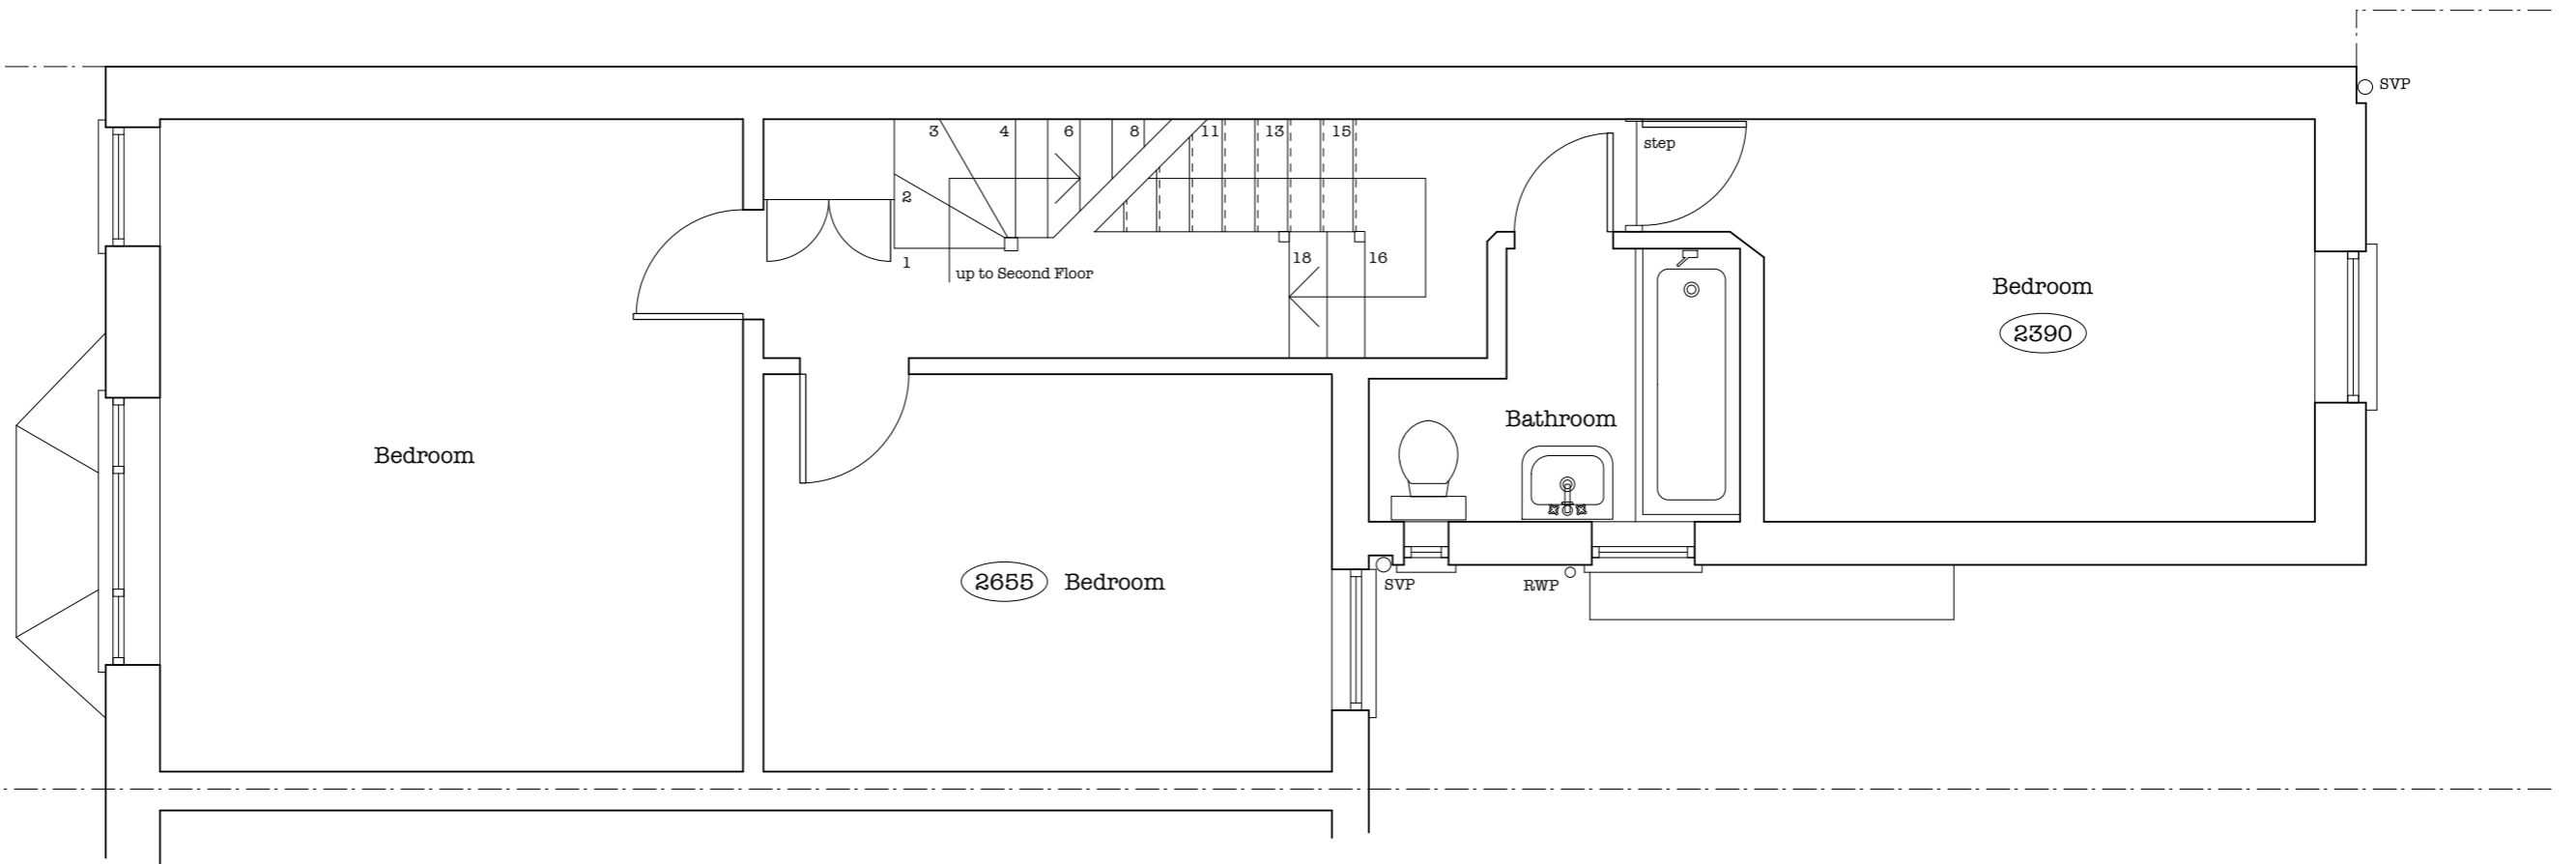 SVP
3
4
6
8
11
13
15
step
2
1
up to Second Floor
18
16
Bedroom
2390
Bathroom
Bedroom
2655 Bedroom
SVP
RWP